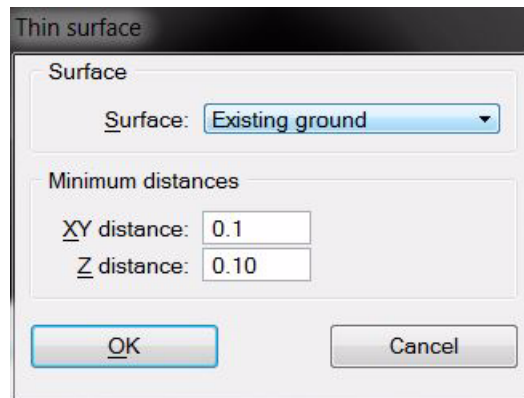 Thin surface
Surface
Surface: Existing ground
Minimum distances
XY distance: 0.1
Z distance: 0.10
OK Cancel